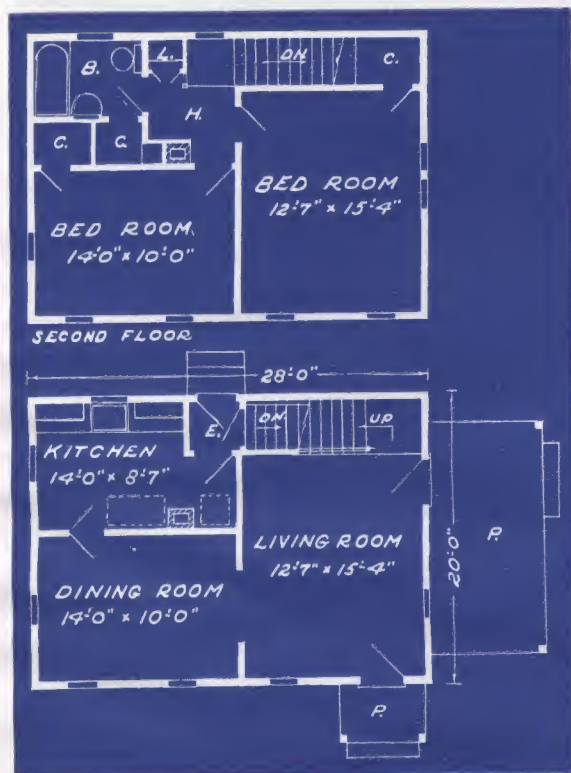 B.
L.
DN.
C.
H.
C.
C.
BED ROOM
12'-7" x 15'-4"
BED ROOM
14'-0" x 10'-0"
SECOND FLOOR
28'-0"
E.
DN.
UP
KITCHEN
14'-0" x 8'-7"
LIVING ROOM
12'-7" x 15'-4"
20'-0"
P.
DINING ROOM
14'-0" x 10'-0"
P.